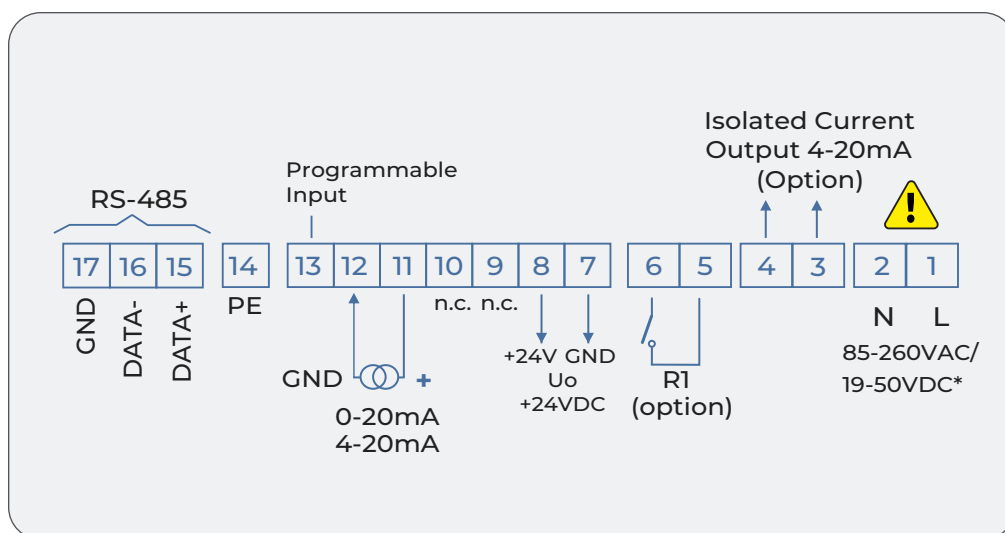 Isolated Current
Output 4-20mA
(Option)
Programmable
Input
RS-485
!
17 16 15 14 13 12 11 10 9 8 7 6 5 4 3 2 1
GND
DATA-
DATA+
PE
n.c. n.c.
N L
GND +
0-20mA
4-20mA
+24V GND
Uo
+24VDC
R1
(option)
85-260VAC/
19-50VDC*